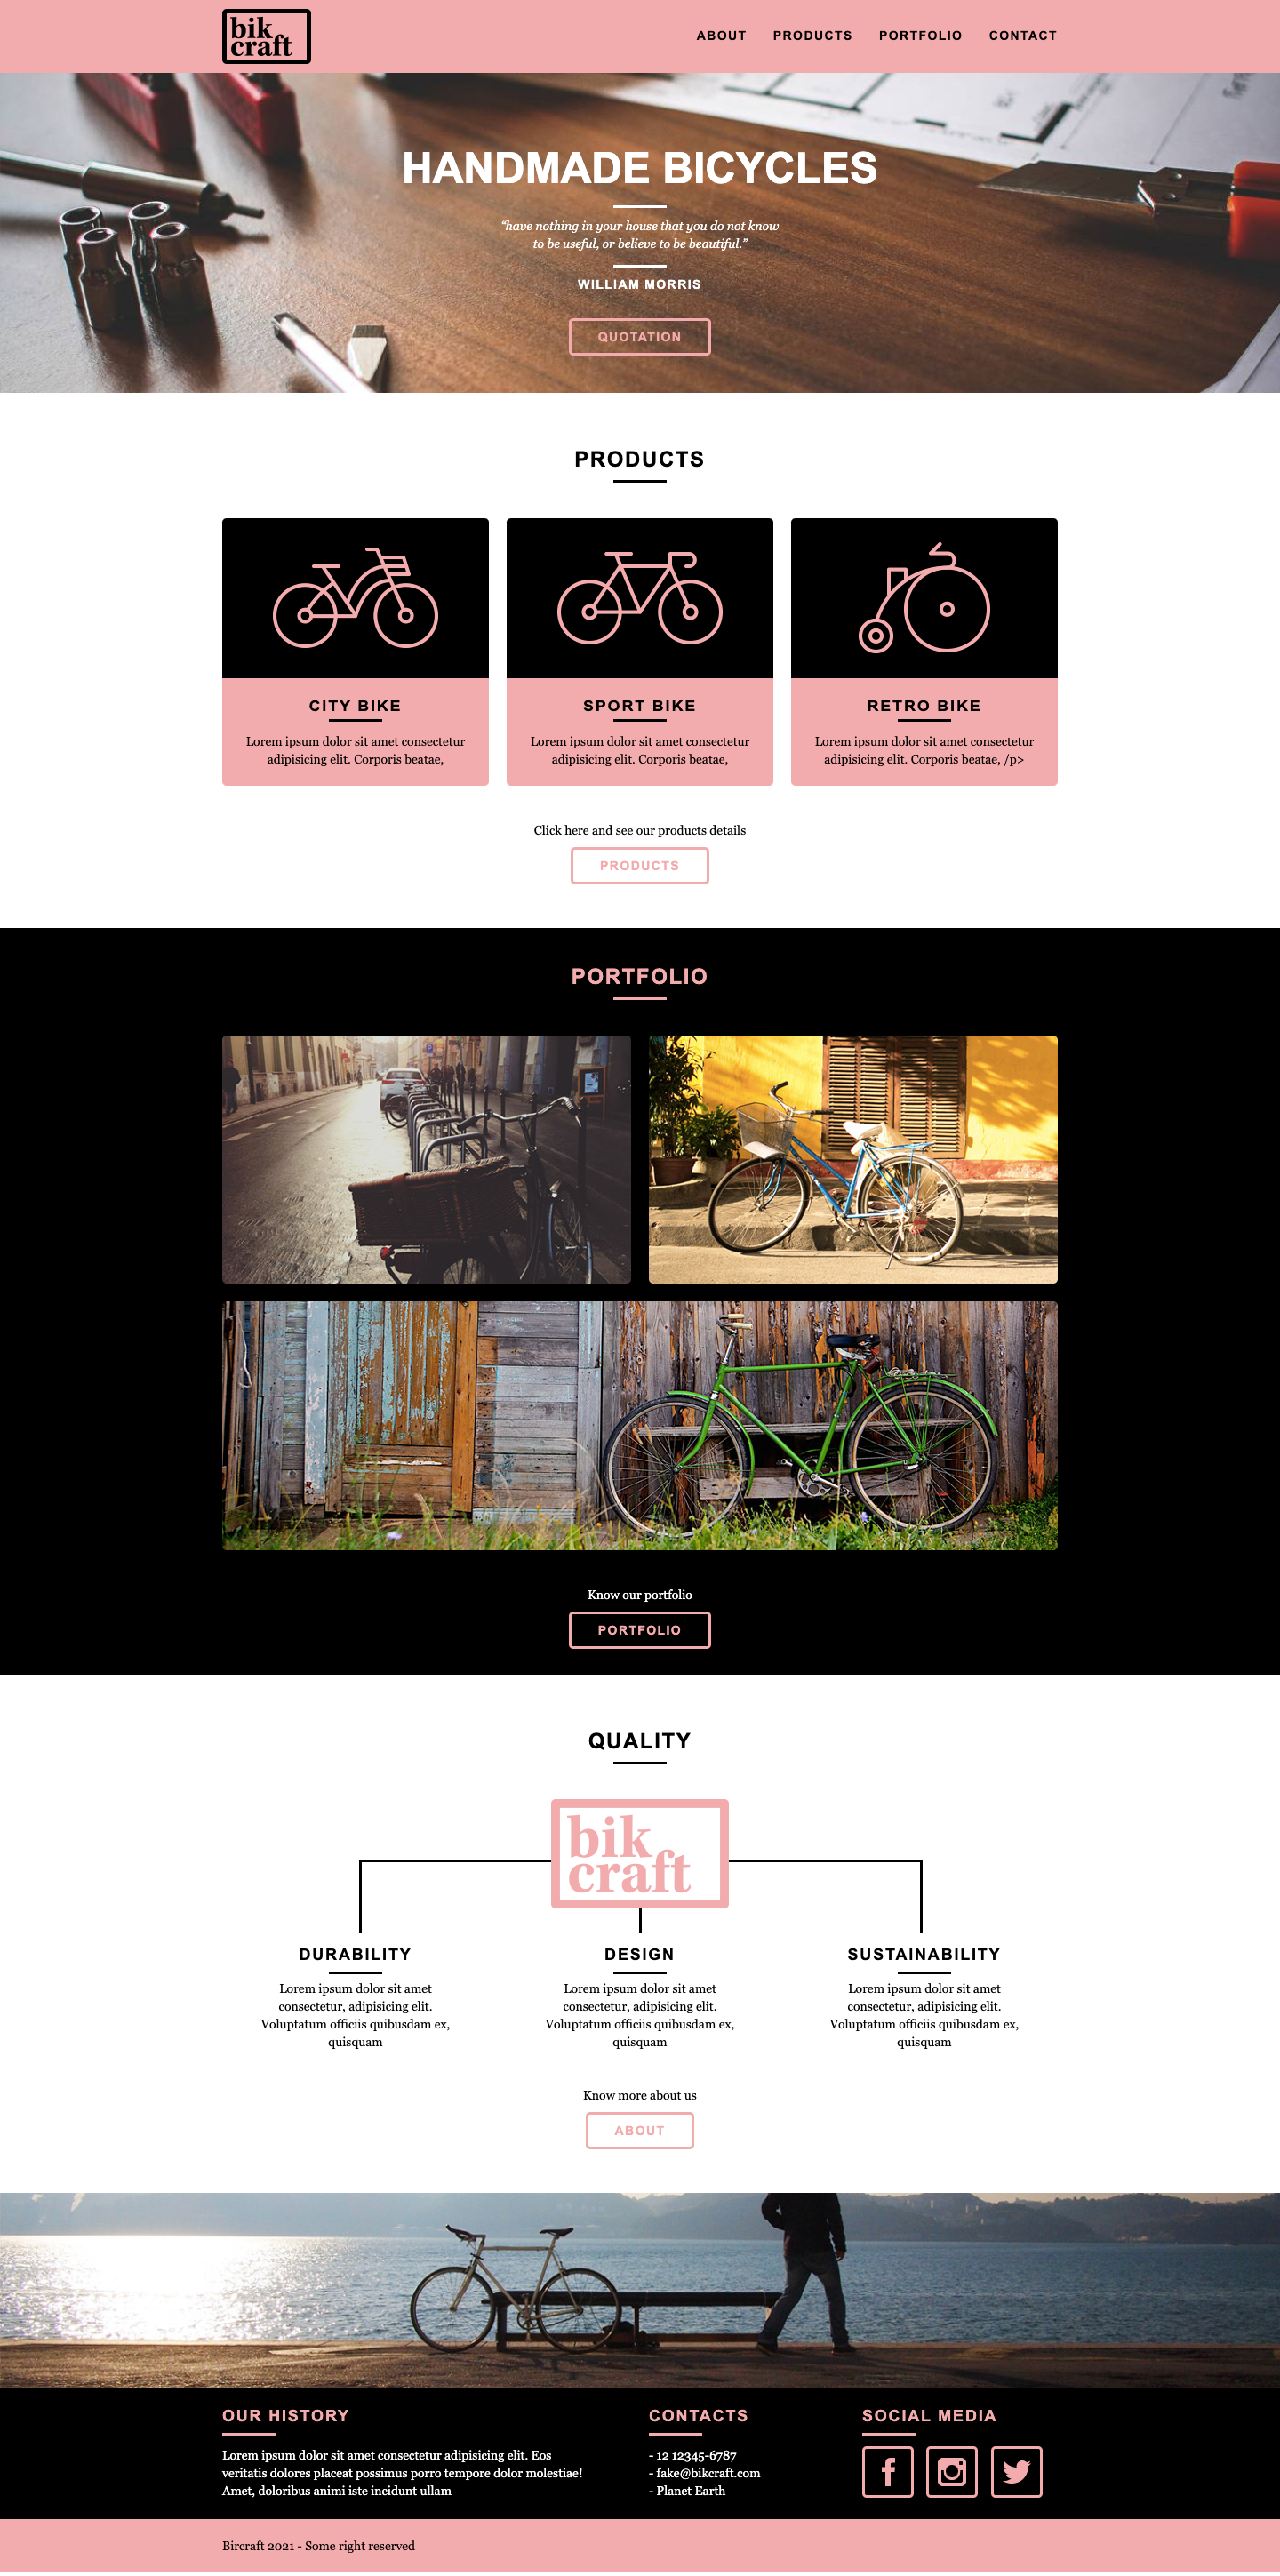 bik
craft
ABOUT PRODUCTS PORTFOLIO CONTACT
HANDMADE BICYCLES
“have nothing in your house that you do not know
to be useful, or believe to be beautiful.”
WILLIAM MORRIS
QUOTATION
PRODUCTS
CITY BIKE
Lorem ipsum dolor sit amet consectetur
adipisicing elit. Corporis beatae,
SPORT BIKE
Lorem ipsum dolor sit amet consectetur
adipisicing elit. Corporis beatae,
RETRO BIKE
Lorem ipsum dolor sit amet consectetur
adipisicing elit. Corporis beatae, /p>
Click here and see our products details
PRODUCTS
PORTFOLIO
Know our portfolio
PORTFOLIO
QUALITY
bik
craft
DURABILITY
Lorem ipsum dolor sit amet
consectetur, adipisicing elit.
Voluptatum officiis quibusdam ex,
quisquam
DESIGN
Lorem ipsum dolor sit amet
consectetur, adipisicing elit.
Voluptatum officiis quibusdam ex,
quisquam
SUSTAINABILITY
Lorem ipsum dolor sit amet
consectetur, adipisicing elit.
Voluptatum officiis quibusdam ex,
quisquam
Know more about us
ABOUT
OUR HISTORY
Lorem ipsum dolor sit amet consectetur adipisicing elit. Eos
veritatis dolores placeat possimus porro tempore dolor molestiae!
Amet, doloribus animi iste incidunt ullam
CONTACTS
- 12 12345-6787
- fake@bikcraft.com
- Planet Earth
SOCIAL MEDIA
Bircraft 2021 - Some right reserved